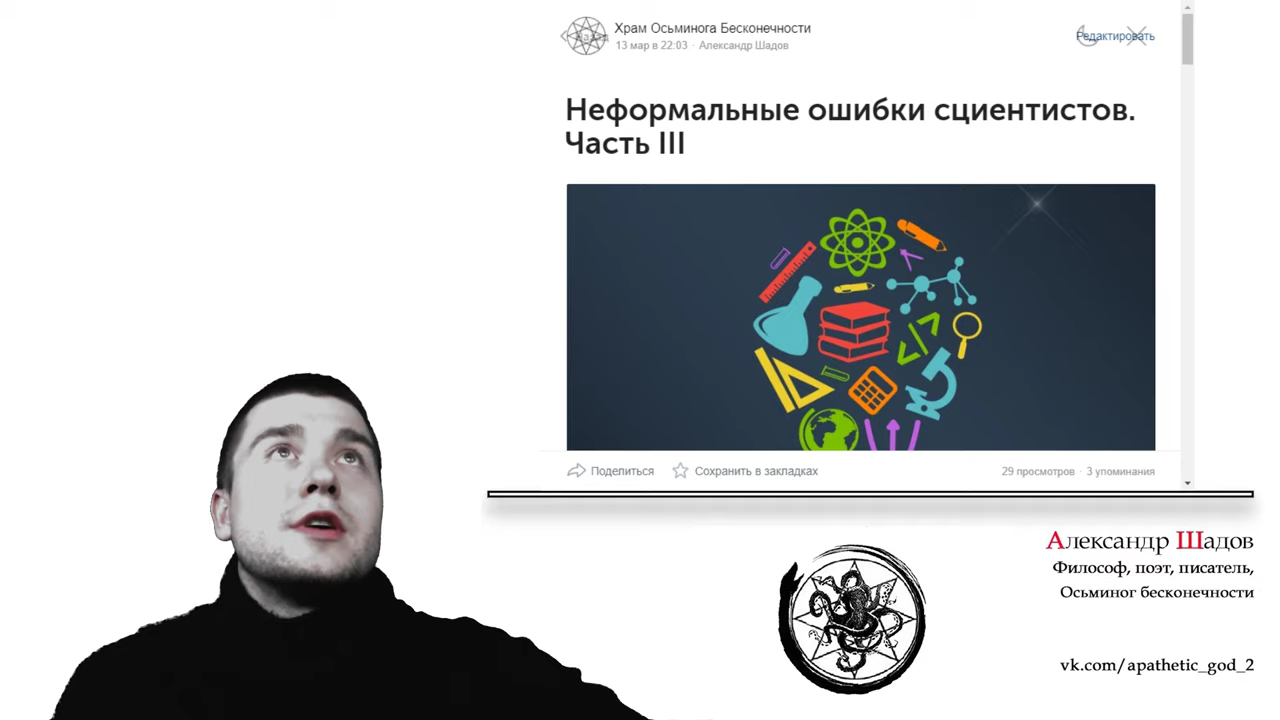 Храм Осьминога Бесконечности
13 мар в 22:03 · Александр Шадов
Редактировать
Неформальные ошибки сциентистов.
Часть III
Поделиться
Сохранить в закладках
29 просмотров · 3 упоминания
Александр Шадов
Философ, поэт, писатель,
Осьминог бесконечности
vk.com/apathetic_god_2